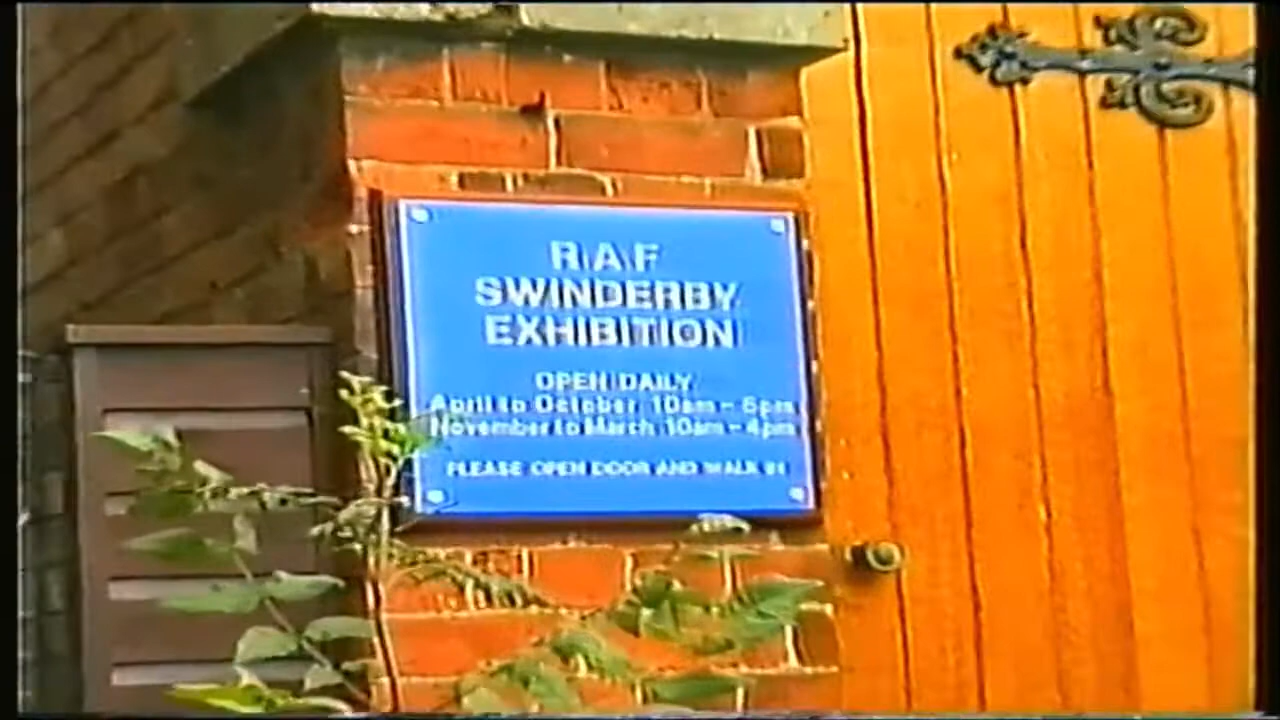 R.A.F
SWINDERBY
EXHIBITION
OPEN DAILY
April to October 10am - 6pm
November to March 10am - 4pm
PLEASE OPEN DOOR AND WALK IN